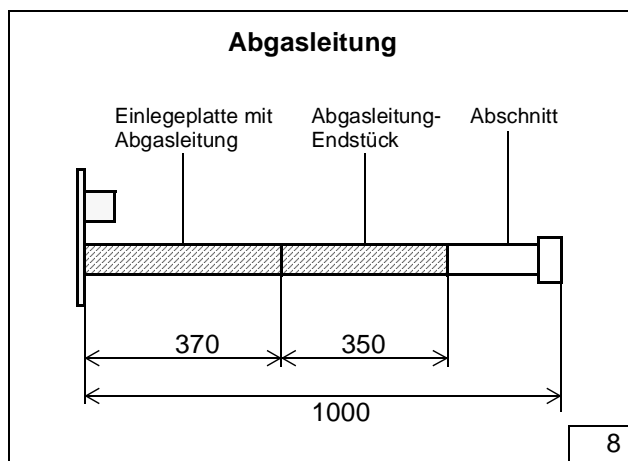 Abgasleitung
Einlegeplatte mit
Abgasleitung
Abgasleitung-
Endstück
Abschnitt
370
350
1000
8